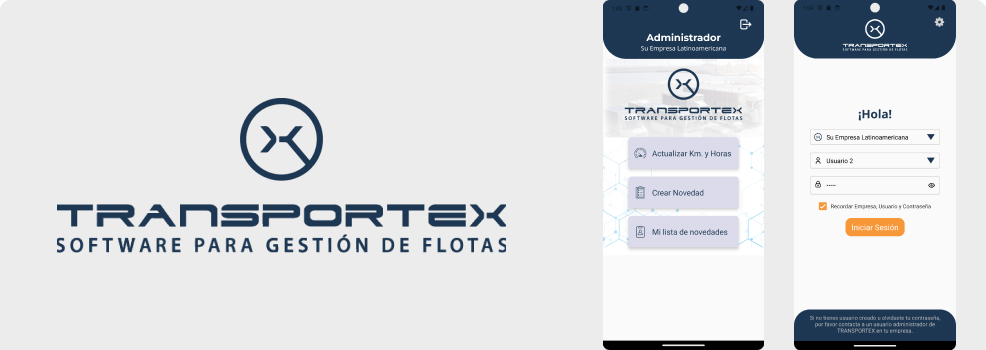 TRANSPORTEX
SOFTWARE PARA GESTIÓN DE FLOTAS
Administrador
Su Empresa Latinoamericana
TRANSPORTEX
SOFTWARE PARA GESTIÓN DE FLOTAS
Actualizar Km. y Horas
Crear Novedad
Mi lista de novedades
TRANSPORTEX
SOFTWARE PARA GESTIÓN DE FLOTAS
¡Hola!
Su Empresa Latinoamericana
Usuario 2
Recordar Empresa, Usuario y Contraseña
Iniciar Sesión
Si no tienes usuario creado u olvidaste tu contraseña,
por favor contacta a un usuario administrador de
TRANSPORTEX en tu empresa.